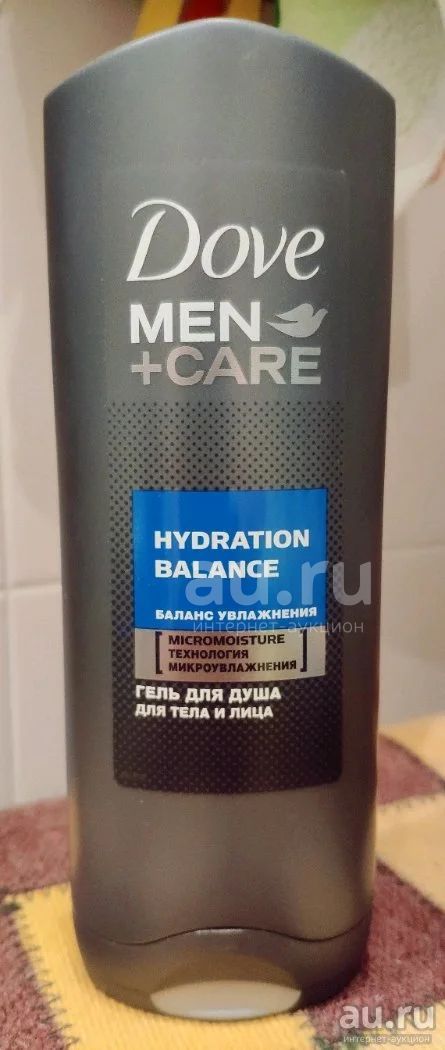 Dove
MEN
+CARE
HYDRATION
BALANCE
БАЛАНС УВЛАЖНЕНИЯ
MICROMOISTURE
ТЕХНОЛОГИЯ
МИКРОУВЛАЖНЕНИЯ
ГЕЛЬ ДЛЯ ДУША
ДЛЯ ТЕЛА И ЛИЦА
au.ru
интернет-аукцион
au.ru
интернет-аукцион